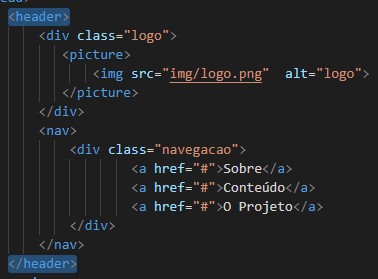 <header>
<div class="logo">
<picture>
<img src="img/logo.png"  alt="logo">
</picture>
</div>
<nav>
<div class="navegacao">
<a href="#">Sobre</a>
<a href="#">Conteúdo</a>
<a href="#">O Projeto</a>
</div>
</nav>
</header>